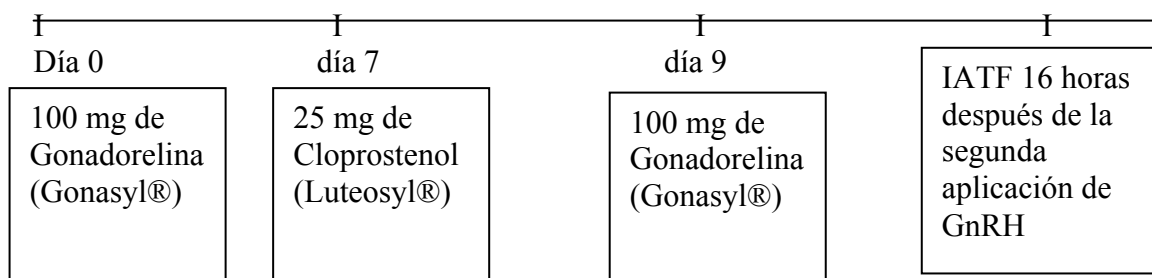 Día 0
día 7
día 9
100 mg de
Gonadorelina
(Gonasyl®)
25 mg de
Cloprostenol
(Luteosyl®)
100 mg de
Gonadorelina
(Gonasyl®)
IATF 16 horas
después de la
segunda
aplicación de
GnRH